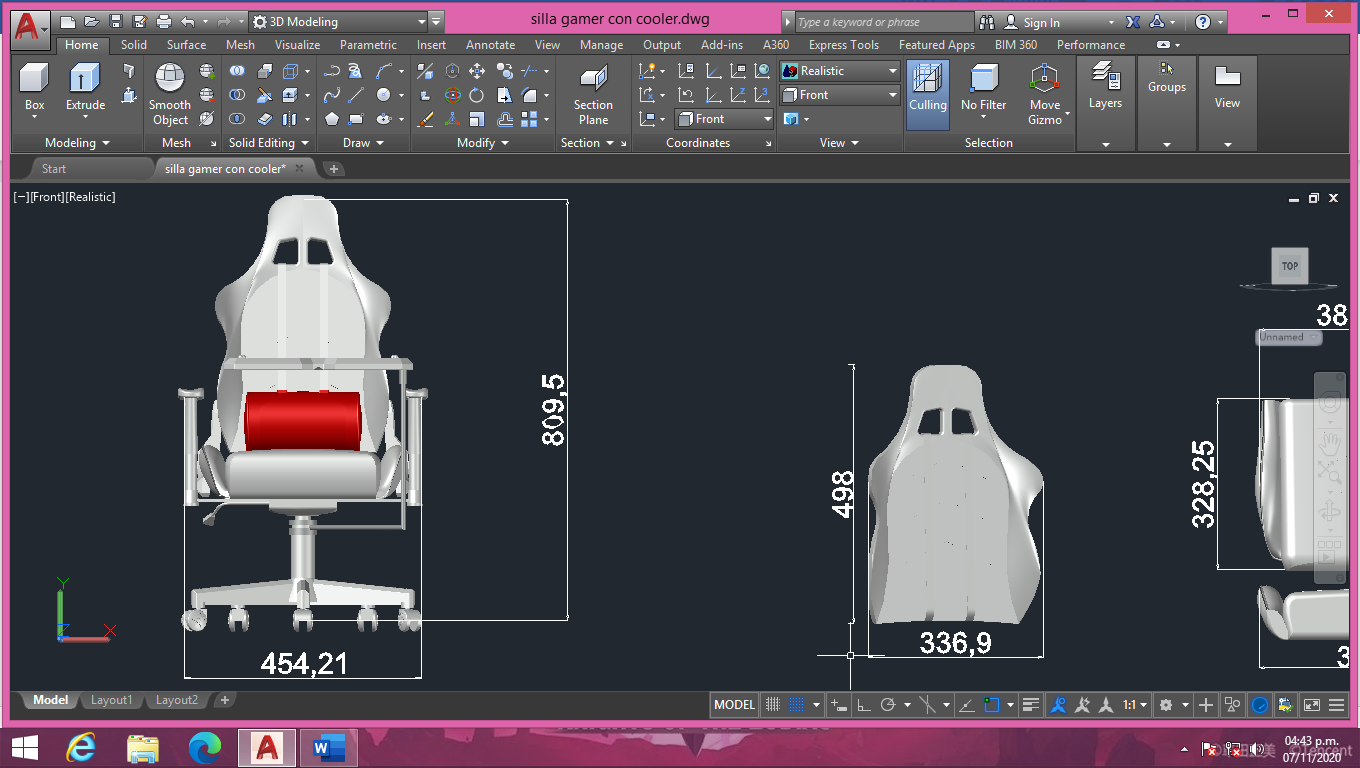 silla gamer con cooler.dwg
3D Modeling
Type a keyword or phrase
Sign In
Home Solid Surface Mesh Visualize Parametric Insert Annotate View Manage Output Add-ins A360 Express Tools Featured Apps BIM 360 Performance
Box
Extrude
Smooth
Object
Section
Plane
Realistic
Front
Front
Culling
No Filter
Move
Gizmo
Layers
Groups
View
Modeling
Mesh
Solid Editing
Draw
Modify
Section
Coordinates
View
Selection
Start
silla gamer con cooler*
[−][Front][Realistic]
TOP
38
Unnamed
809,5
498
328,25
336,9
454,21
3
Y
Z
X
Model
Layout1
Layout2
MODEL
1:1
04:43 p.m.
07/11/2020